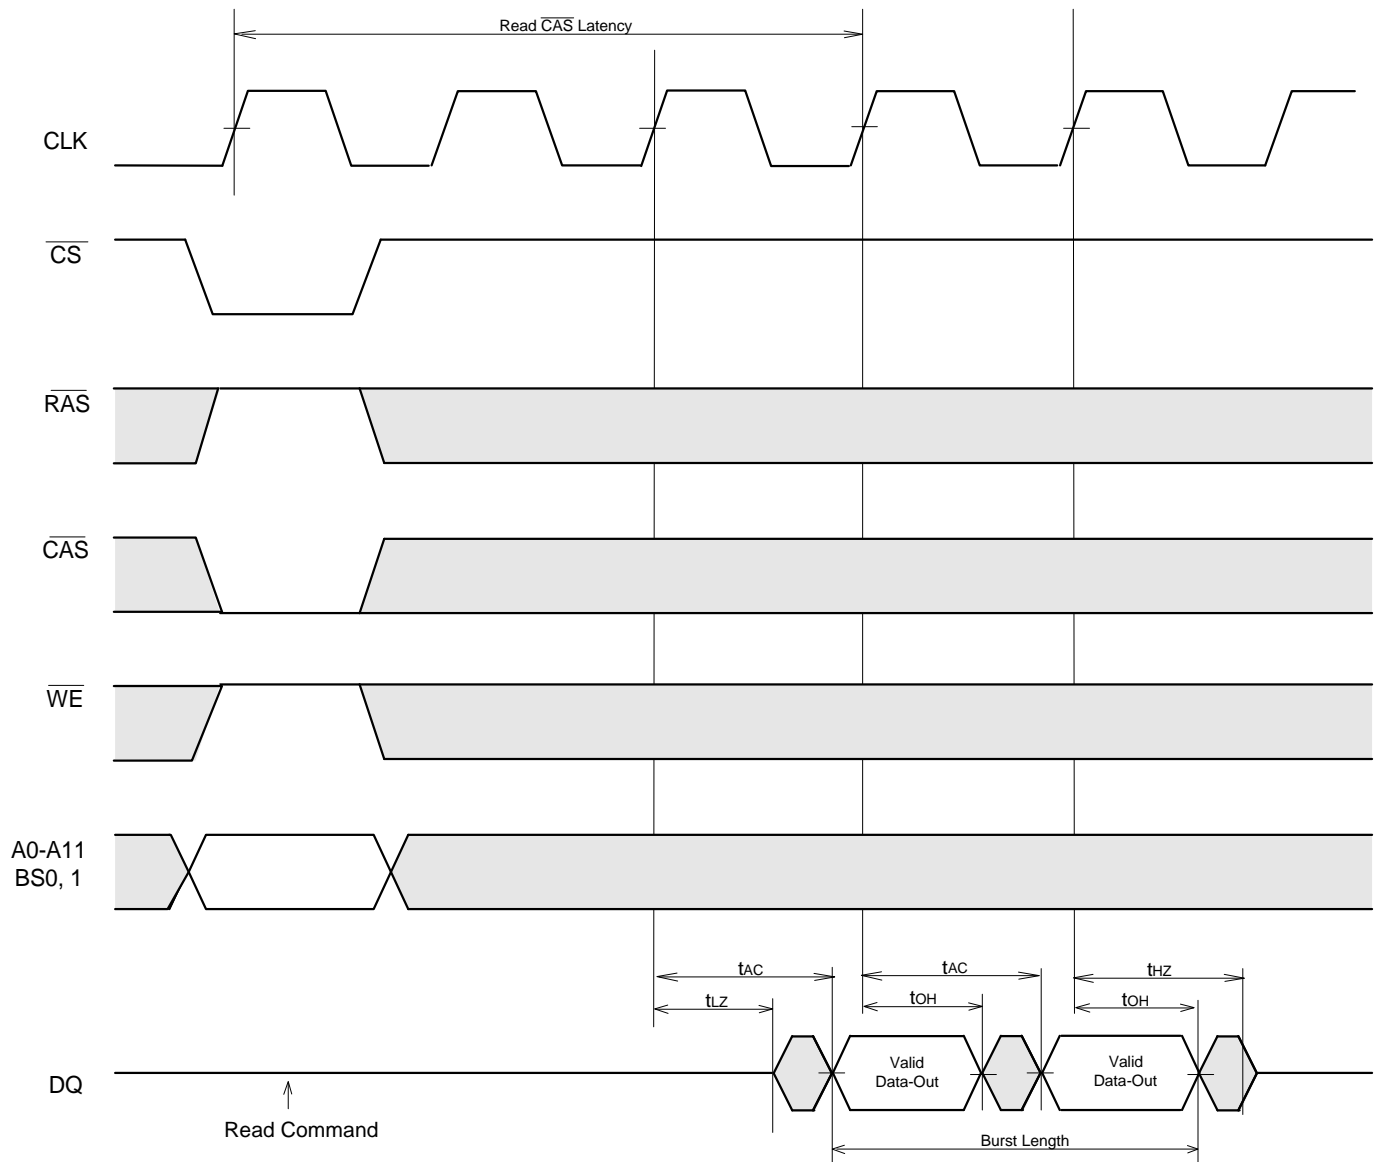 Read CAS Latency
CLK
CS
RAS
CAS
WE
A0-A11
BS0, 1
tAC
tAC
tHZ
tLZ
tOH
tOH
DQ
Valid
Data-Out
Valid
Data-Out
Read Command
Burst Length